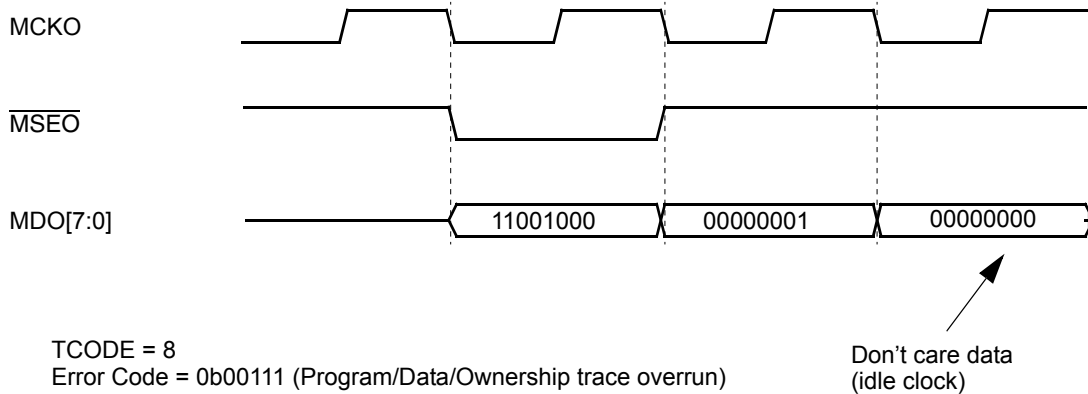 MCKO
MSEO
MDO[7:0]
11001000
00000001
00000000
TCODE = 8
Error Code = 0b00111 (Program/Data/Ownership trace overrun)
Don’t care data
(idle clock)